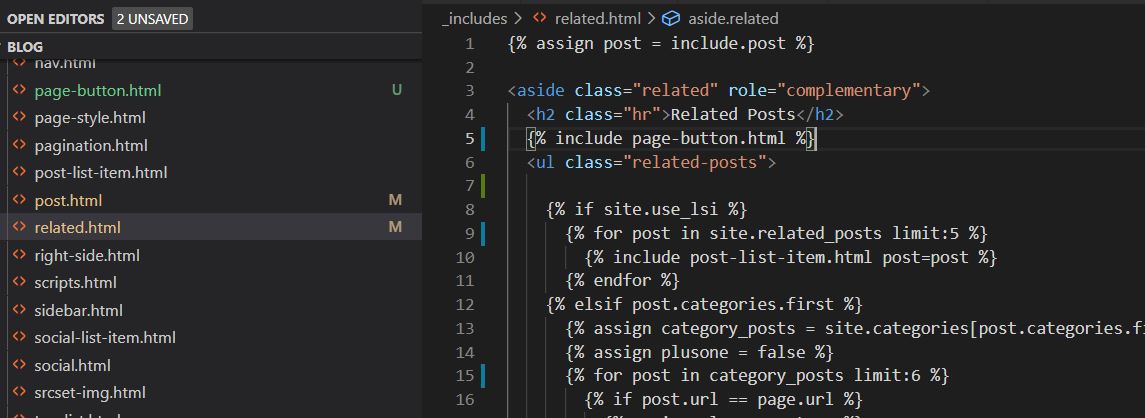 OPEN EDITORS 2 UNSAVED
BLOG
nav.html
page-button.html U
page-style.html
pagination.html
post-list-item.html
post.html M
related.html M
right-side.html
scripts.html
sidebar.html
social-list-item.html
social.html
srcset-img.html
_includes > <> related.html > aside.related
1 {% assign post = include.post %}
2
3 <aside class="related" role="complementary">
4 <h2 class="hr">Related Posts</h2>
5 {% include page-button.html %}
6 <ul class="related-posts">
7
8 {% if site.use_lsi %}
9 {% for post in site.related_posts limit:5 %}
10 {% include post-list-item.html post=post %}
11 {% endfor %}
12 {% elsif post.categories.first %}
13 {% assign category_posts = site.categories[post.categories.fi
14 {% assign plusone = false %}
15 {% for post in category_posts limit:6 %}
16 {% if post.url == page.url %}